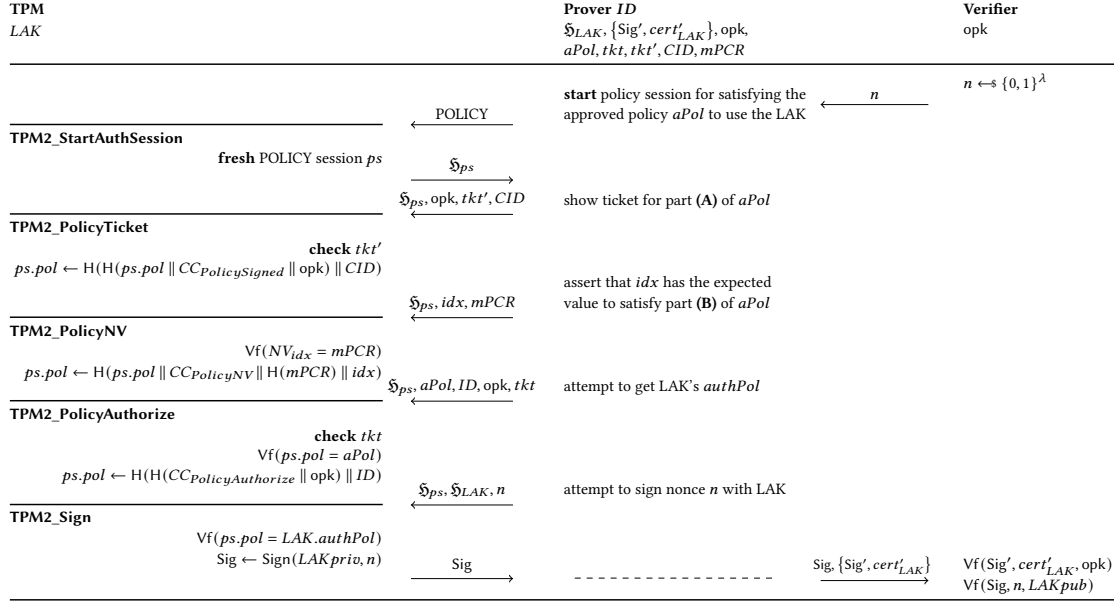 TPM Prover ID Verifier
LAK 𝔥LAK, {Sig′, cert′LAK}, opk, opk
aPol, tkt, tkt′, CID, mPCR
n ←$ {0, 1}^λ
start policy session for satisfying the n
POLICY approved policy aPol to use the LAK
TPM2_StartAuthSession
fresh POLICY session ps
𝔥ps
𝔥ps, opk, tkt′, CID show ticket for part (A) of aPol
TPM2_PolicyTicket
check tkt′
ps.pol ← H(H(ps.pol || CCPolicySigned || opk) || CID)
assert that idx has the expected
𝔥ps, idx, mPCR value to satisfy part (B) of aPol
TPM2_PolicyNV
Vf(NVidx = mPCR)
ps.pol ← H(ps.pol || CCPolicyNV || H(mPCR) || idx)
𝔥ps, aPol, ID, opk, tkt attempt to get LAK's authPol
TPM2_PolicyAuthorize
check tkt
Vf(ps.pol = aPol)
ps.pol ← H(H(CCPolicyAuthorize || opk) || ID)
𝔥ps, 𝔥LAK, n attempt to sign nonce n with LAK
TPM2_Sign
Vf(ps.pol = LAK.authPol)
Sig ← Sign(LAKpriv, n) Sig Sig, {Sig′, cert′LAK} Vf(Sig′, cert′LAK, opk)
Vf(Sig, n, LAKpub)